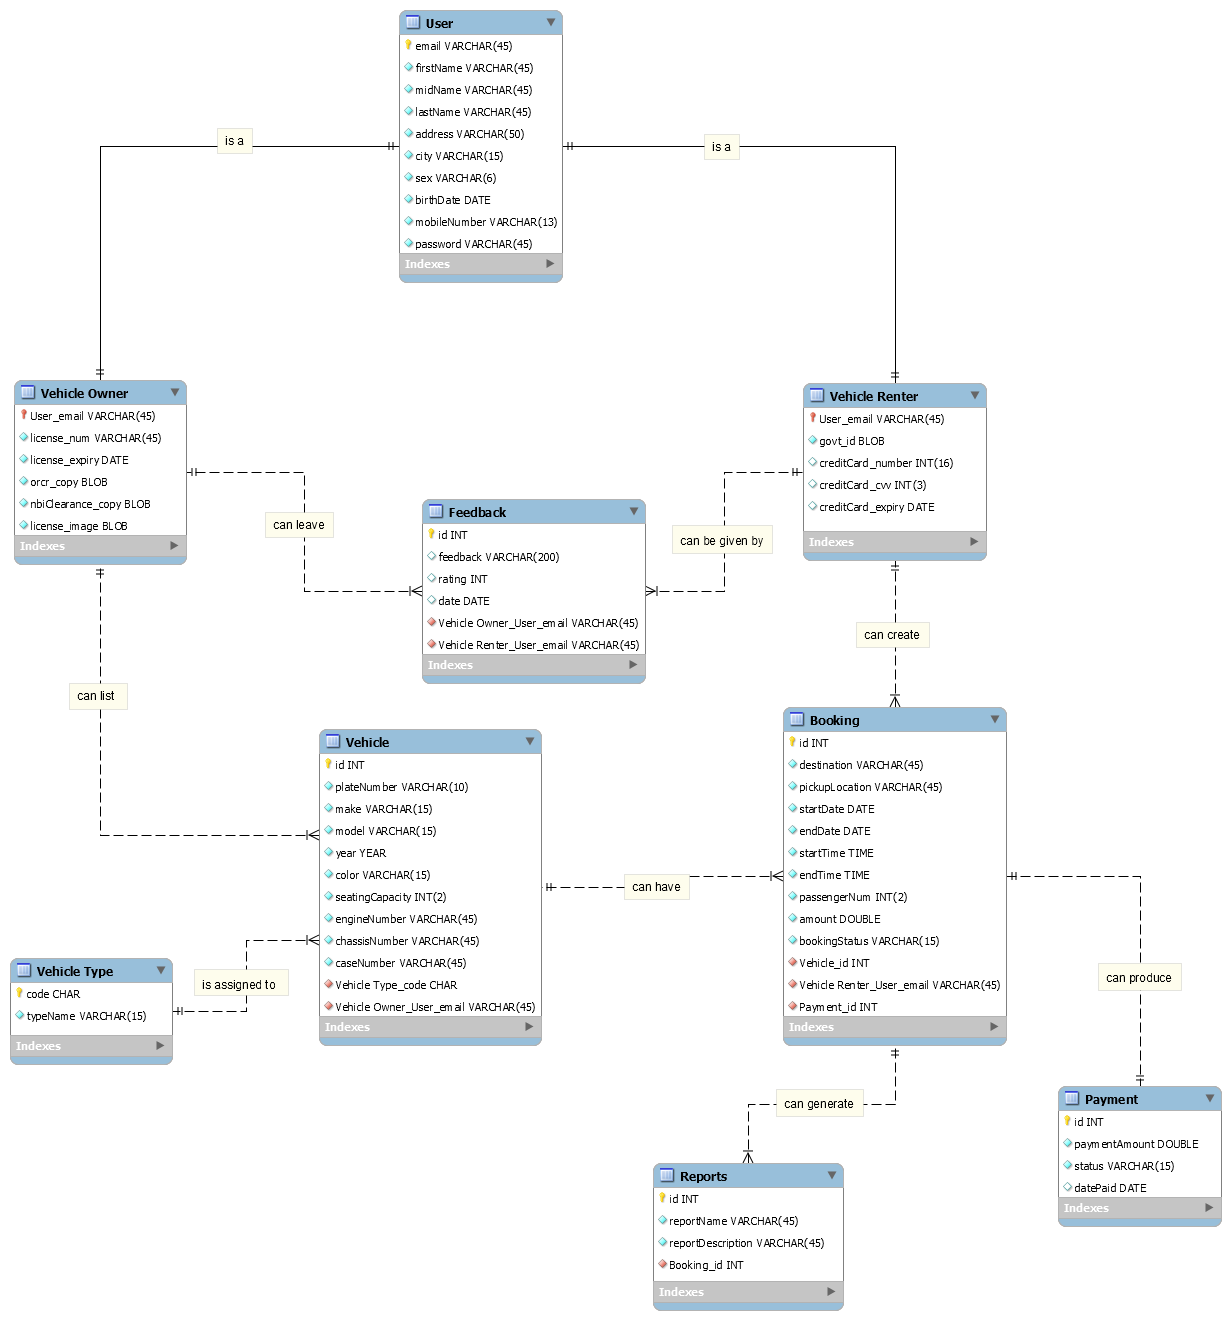 User
email VARCHAR(45)
firstName VARCHAR(45)
midName VARCHAR(45)
lastName VARCHAR(45)
address VARCHAR(50)
city VARCHAR(15)
sex VARCHAR(6)
birthDate DATE
mobileNumber VARCHAR(13)
password VARCHAR(45)
Indexes
is a
is a
Vehicle Owner
User_email VARCHAR(45)
license_num VARCHAR(45)
license_expiry DATE
orcr_copy BLOB
nbiClearance_copy BLOB
license_image BLOB
Indexes
Vehicle Renter
User_email VARCHAR(45)
govt_id BLOB
creditCard_number INT(16)
creditCard_cvv INT(3)
creditCard_expiry DATE
Indexes
can leave
Feedback
id INT
feedback VARCHAR(200)
rating INT
date DATE
Vehicle Owner_User_email VARCHAR(45)
Vehicle Renter_User_email VARCHAR(45)
Indexes
can be given by
can create
can list
Vehicle
id INT
plateNumber VARCHAR(10)
make VARCHAR(15)
model VARCHAR(15)
year YEAR
color VARCHAR(15)
seatingCapacity INT(2)
engineNumber VARCHAR(45)
chassisNumber VARCHAR(45)
caseNumber VARCHAR(45)
Vehicle Type_code CHAR
Vehicle Owner_User_email VARCHAR(45)
Indexes
can have
Booking
id INT
destination VARCHAR(45)
pickupLocation VARCHAR(45)
startDate DATE
endDate DATE
startTime TIME
endTime TIME
passengerNum INT(2)
amount DOUBLE
bookingStatus VARCHAR(15)
Vehicle_id INT
Vehicle Renter_User_email VARCHAR(45)
Payment_id INT
Indexes
Vehicle Type
code CHAR
typeName VARCHAR(15)
Indexes
is assigned to
can produce
can generate
Payment
id INT
paymentAmount DOUBLE
status VARCHAR(15)
datePaid DATE
Indexes
Reports
id INT
reportName VARCHAR(45)
reportDescription VARCHAR(45)
Booking_id INT
Indexes